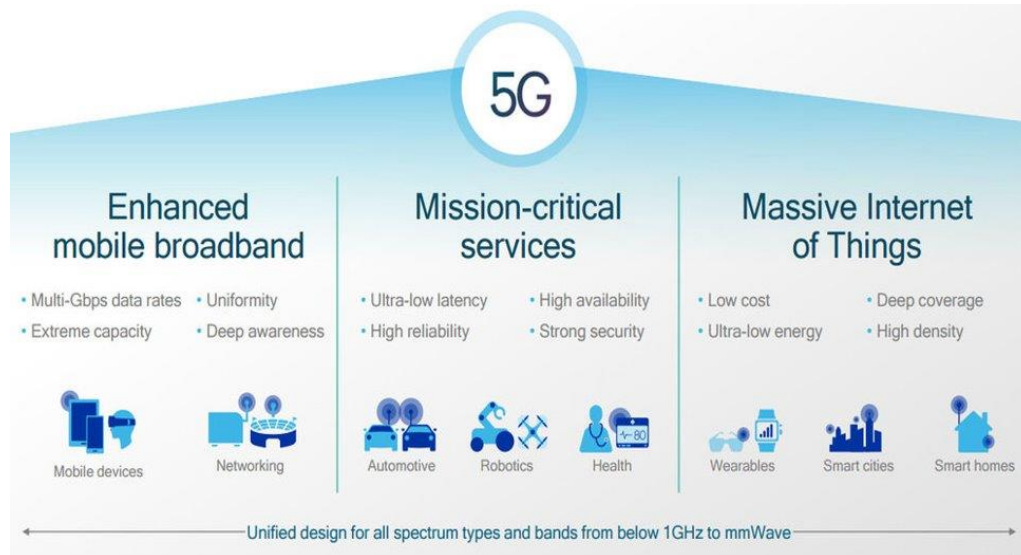 5G
Enhanced
mobile broadband
• Multi-Gbps data rates
• Uniformity
• Extreme capacity
• Deep awareness
Mobile devices
Networking
Mission-critical
services
• Ultra-low latency
• High availability
• High reliability
• Strong security
80
Automotive
Robotics
Health
Massive Internet
of Things
• Low cost
• Deep coverage
• Ultra-low energy
• High density
Wearables
Smart cities
Smart homes
Unified design for all spectrum types and bands from below 1GHz to mmWave